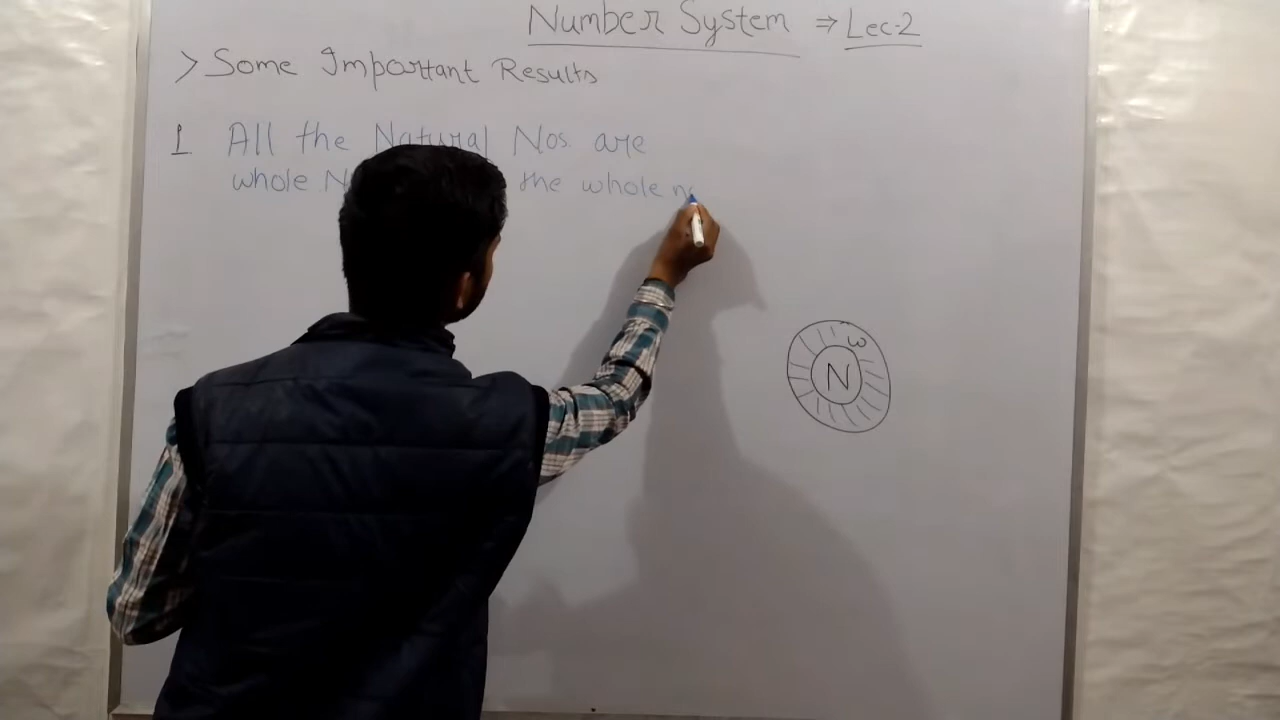 Number System ⇒ Lec-2
> Some Important Results
1 All the Natural Nos. are
whole the whole
W
N